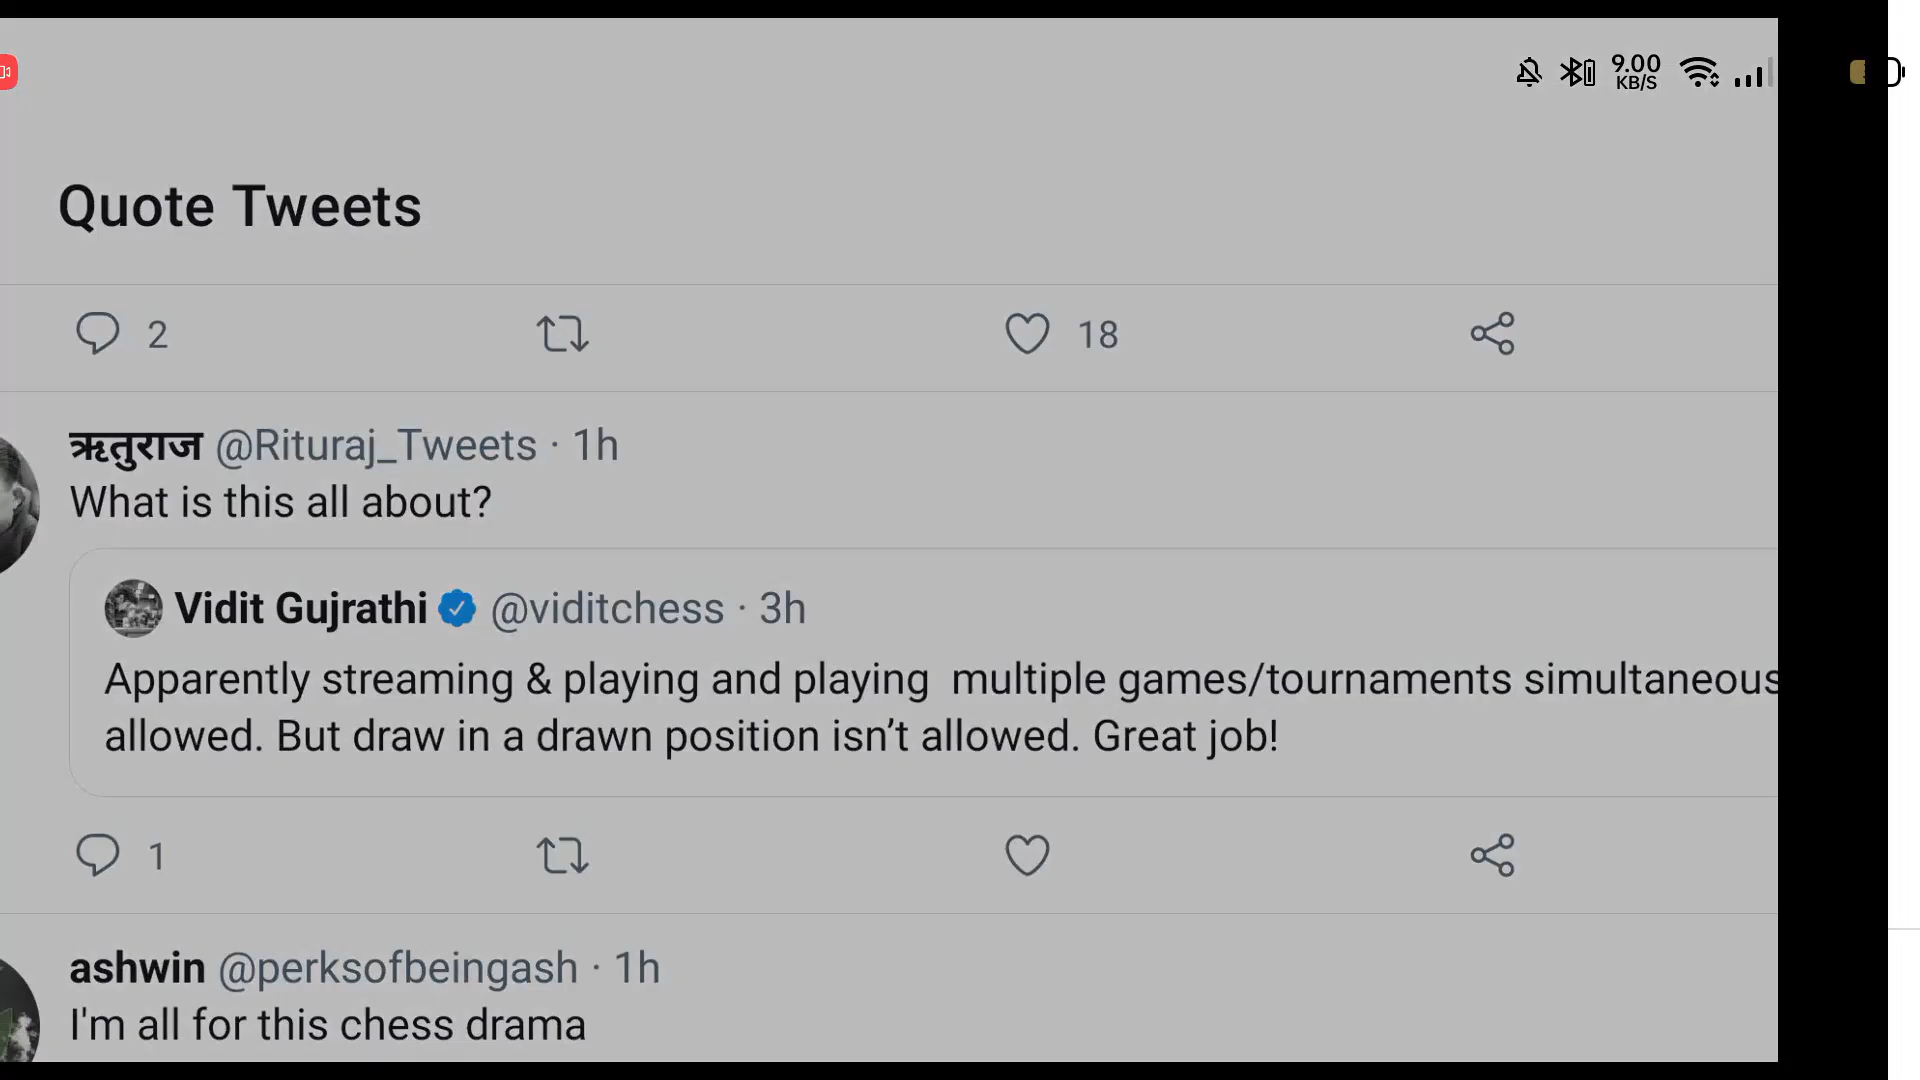 9.00
KB/S
Quote Tweets
2
18
ऋतुराज @Rituraj_Tweets · 1h
What is this all about?
Vidit Gujrathi @viditchess · 3h
Apparently streaming & playing and playing multiple games/tournaments simultaneous
allowed. But draw in a drawn position isn’t allowed. Great job!
1
ashwin @perksofbeingash · 1h
I'm all for this chess drama